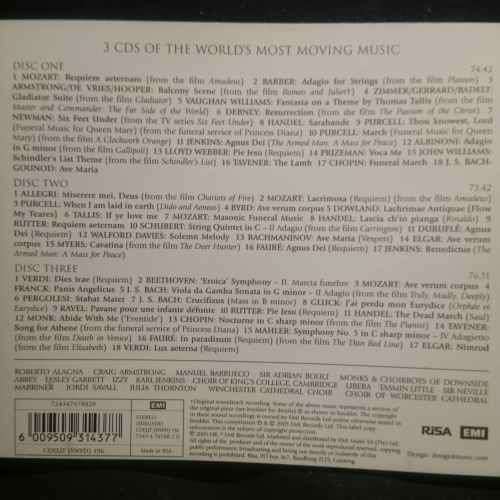 3 CDS OF THE WORLD'S MOST MOVING MUSIC
DISC ONE 74.42
1 MOZART: Requiem aeternam (from the film Amadeus) 2 BARBER: Adagio for Strings (from the film Platoon)
ARMSTRONG/DE VRIES/HOOPER: Balcony Scene (from the film Romeo and Juliet) 4 ZIMMER/GERRARD/BADELT:
Gladiator Suite (from the film Gladiator) 5 VAUGHAN WILLIAMS: Fantasia on a Theme by Thomas Tallis (from the film
Master and Commander: The Far Side of the World) 6 DEBNEY: Resurrection (from the film The Passion of the Christ) 7
NEWMAN: Six Feet Under (from the TV series Six Feet Under) 8 HANDEL: Sarabande 9 PURCELL: Thou knowest, Lord
(Funeral Music for Queen Mary) (from the funeral service of Princess Diana) 10 PURCELL: March (Funeral Music for Queen
Mary) (from the film A Clockwork Orange) 11 JENKINS: Agnus Dei (The Armed Man: A Mass for Peace) 12 ALBINONI: Adagio
in G minor (from the film Gallipoli) 13 LLOYD WEBBER: Pie Jesu (Requiem) 14 PRIZEMAN: Voca Me 15 JOHN WILLIAMS:
Schindler's List Theme (from the film Schindler's List) 16 TAVENER: The Lamb 17 CHOPIN: Funeral March 18 J. S. BACH-
GOUNOD: Ave Maria
DISC TWO 73.42
1 ALLEGRI: Miserere mei, Deus (from the film Chariots of Fire) 2 MOZART: Lacrimosa (Requiem) (from the film Amadeus)
3 PURCELL: When I am laid in earth (Dido and Aeneas) 4 BYRD: Ave verum corpus 5 DOWLAND: Lachrimae Antiquae (Flow
My Teares) 6 TALLIS: If ye love me 7 MOZART: Masonic Funeral Music 8 HANDEL: Lascia ch'io pianga (Rinaldo) 9
RUTTER: Requiem aeternam 10 SCHUBERT: String Quintet in C – II Adagio (from the film Carrington) 11 DURUFLÉ: Agnus
Dei (Requiem) 12 WALFORD DAVIES: Solemn Melody 13 RACHMANINOV: Ave Maria (Vespers) 14 ELGAR: Ave verum
corpus 15 MYERS: Cavatina (from the film The Deer Hunter) 16 FAURÉ: Agnus Dei (Requiem) 17 JENKINS: Benedictus (The
Armed Man: A Mass for Peace)
DISC THREE 76.51
1 VERDI: Dies irae (Requiem) 2 BEETHOVEN: 'Eroica' Symphony – II. Marcia funebre 3 MOZART: Ave verum corpus 4
FRANCK: Panis Angelicus 5 J. S. BACH: Viola da Gamba Sonata in G minor – II Adagio (from the film Truly, Madly, Deeply)
6 PERGOLESI: Stabat Mater 7 J. S. BACH: Crucifixus (Mass in B minor) 8 GLUCK: J'ai perdu mon Eurydice (Orphée et
Eurydice) 9 RAVEL: Pavane pour une infante défunte 10 RUTTER: Pie Jesu (Requiem) 11 HANDEL: The Dead March (Saul)
12 MONK: Abide With Me ('Eventide') 13 CHOPIN: Nocturne in C sharp minor (from the film The Pianist) 14 TAVENER:
Song for Athene (from the funeral service of Princess Diana) 15 MAHLER: Symphony No. 5 in C sharp minor – IV Adagietto
(from the film Death in Venice) 16 FAURÉ: In paradisum (Requiem) (from the film The Thin Red Line) 17 ELGAR: Nimrod
(from the film Elizabeth) 18 VERDI: Lux aeterna (Requiem)
ROBERTO ALAGNA CRAIG ARMSTRONG MANUEL BARRUECO SIR ADRIAN BOULT MONKS & CHOIRBOYS OF DOWNSIDE
ABBEY LESLEY GARRETT IZZY KARL JENKINS CHOIR OF KING'S COLLEGE, CAMBRIDGE LIBERA TASMIN LITTLE SIR NEVILLE
MARRINER JORDI SAVALL JULIA THORNTON WINCHESTER CATHEDRAL CHOIR CHOIR OF WORCESTER CATHEDRAL
6 009509 314377
STEREO
RiSA
EMI